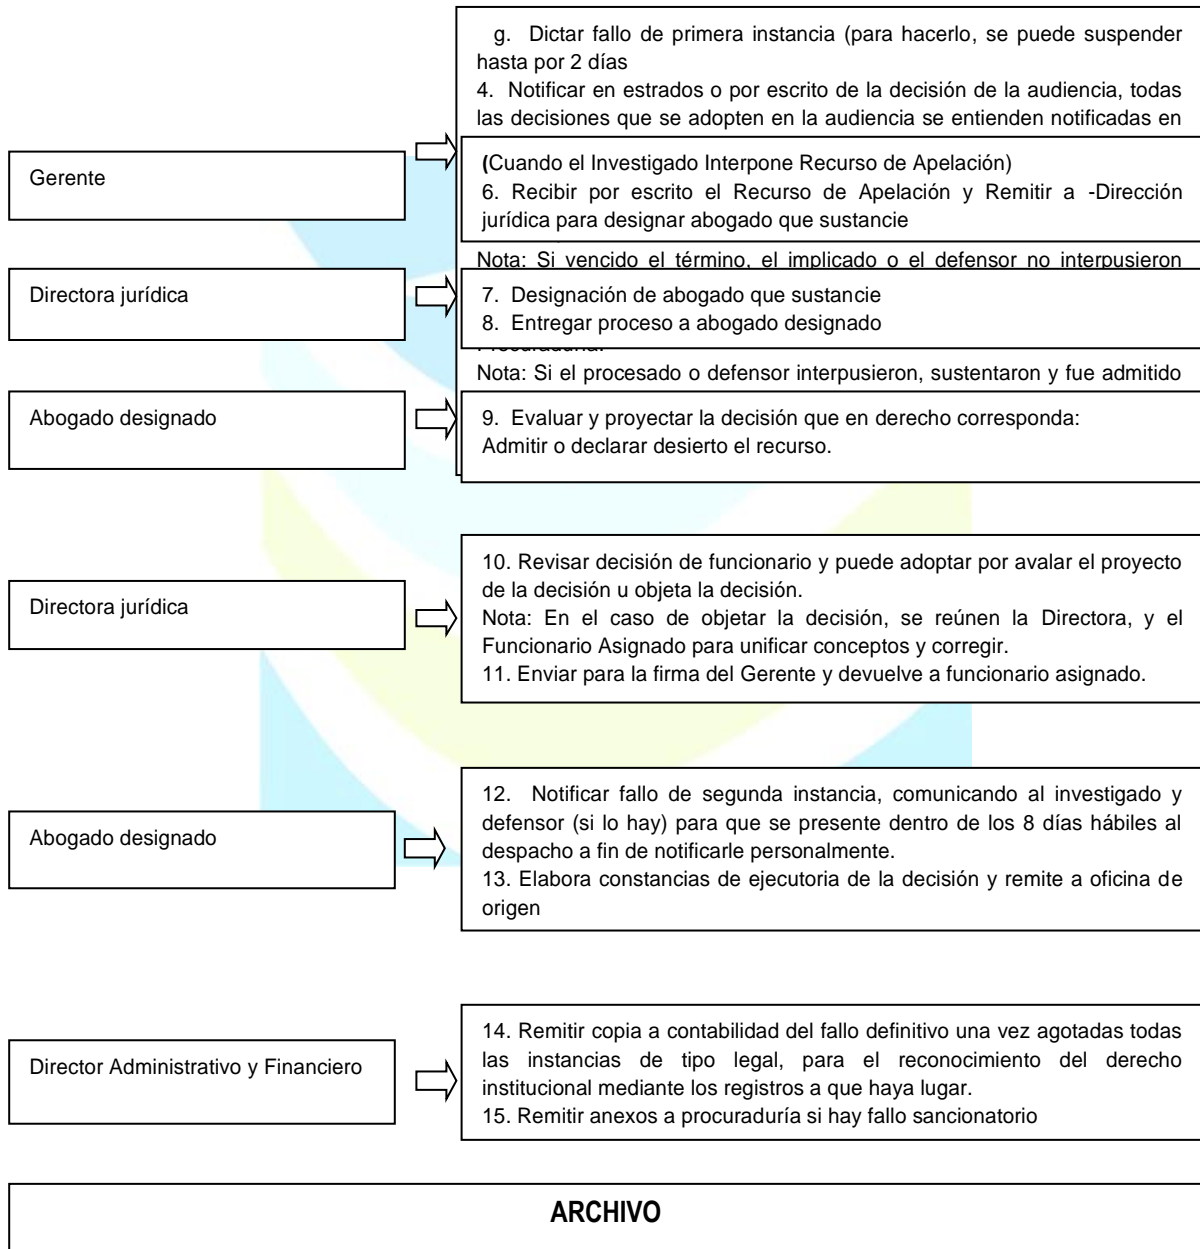 g. Dictar fallo de primera instancia (para hacerlo, se puede suspender
hasta por 2 días
4. Notificar en estrados o por escrito de la decisión de la audiencia, todas
las decisiones que se adopten en la audiencia se entienden notificadas en
Gerente
(Cuando el Investigado Interpone Recurso de Apelación)
6. Recibir por escrito el Recurso de Apelación y Remitir a -Dirección
jurídica para designar abogado que sustancie
Nota: Si vencido el término, el implicado o el defensor no interpusieron
Directora jurídica
7. Designación de abogado que sustancie
8. Entregar proceso a abogado designado
Nota: Si el procesado o defensor interpusieron, sustentaron y fue admitido
Abogado designado
9. Evaluar y proyectar la decisión que en derecho corresponda:
Admitir o declarar desierto el recurso.
Directora jurídica
10. Revisar decisión de funcionario y puede adoptar por avalar el proyecto
de la decisión u objeta la decisión.
Nota: En el caso de objetar la decisión, se reúnen la Directora, y el
Funcionario Asignado para unificar conceptos y corregir.
11. Enviar para la firma del Gerente y devuelve a funcionario asignado.
Abogado designado
12. Notificar fallo de segunda instancia, comunicando al investigado y
defensor (si lo hay) para que se presente dentro de los 8 días hábiles al
despacho a fin de notificarle personalmente.
13. Elabora constancias de ejecutoria de la decisión y remite a oficina de
origen
Director Administrativo y Financiero
14. Remitir copia a contabilidad del fallo definitivo una vez agotadas todas
las instancias de tipo legal, para el reconocimiento del derecho
institucional mediante los registros a que haya lugar.
15. Remitir anexos a procuraduría si hay fallo sancionatorio
ARCHIVO